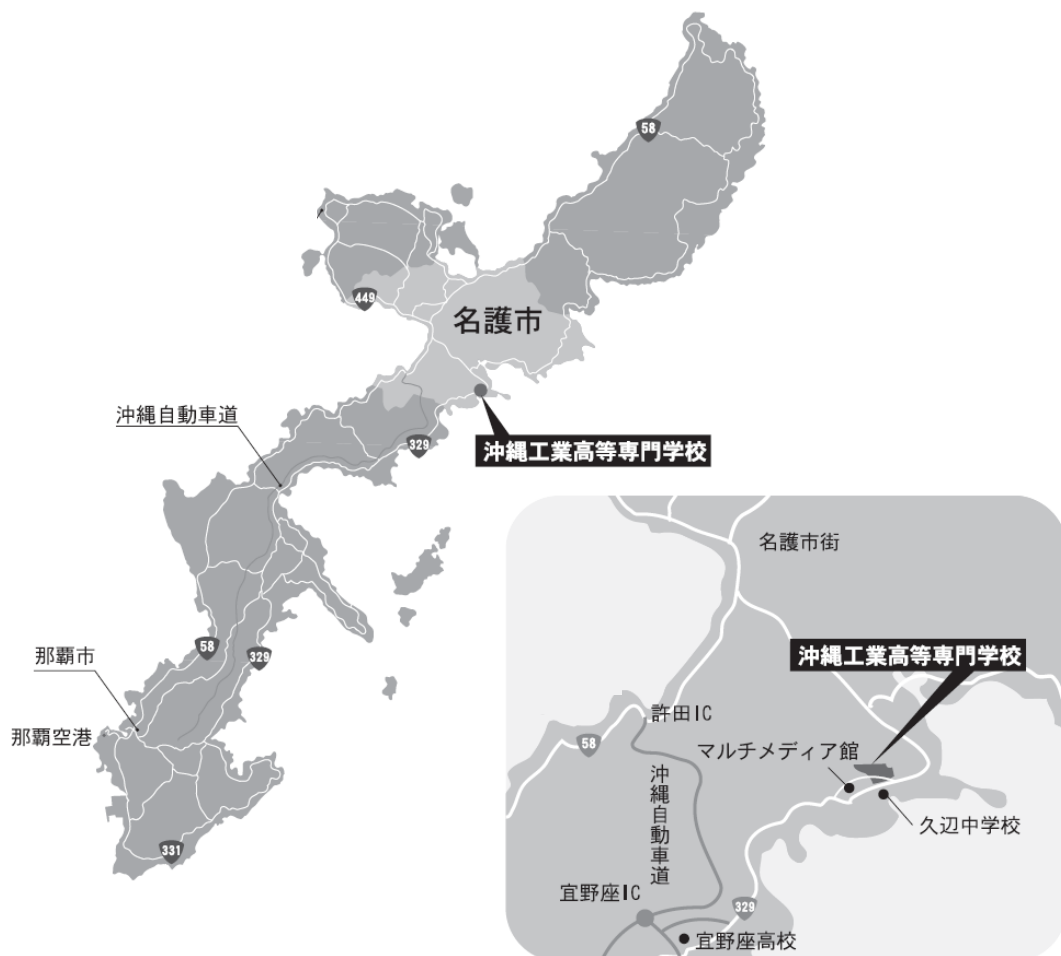 58
449
名護市
沖縄自動車道
329
沖縄工業高等専門学校
58
329
那覇市
那覇空港
331
名護市街
沖縄工業高等専門学校
許田IC
58
マルチメディア館
沖縄自動車道
久辺中学校
宜野座IC
329
宜野座高校